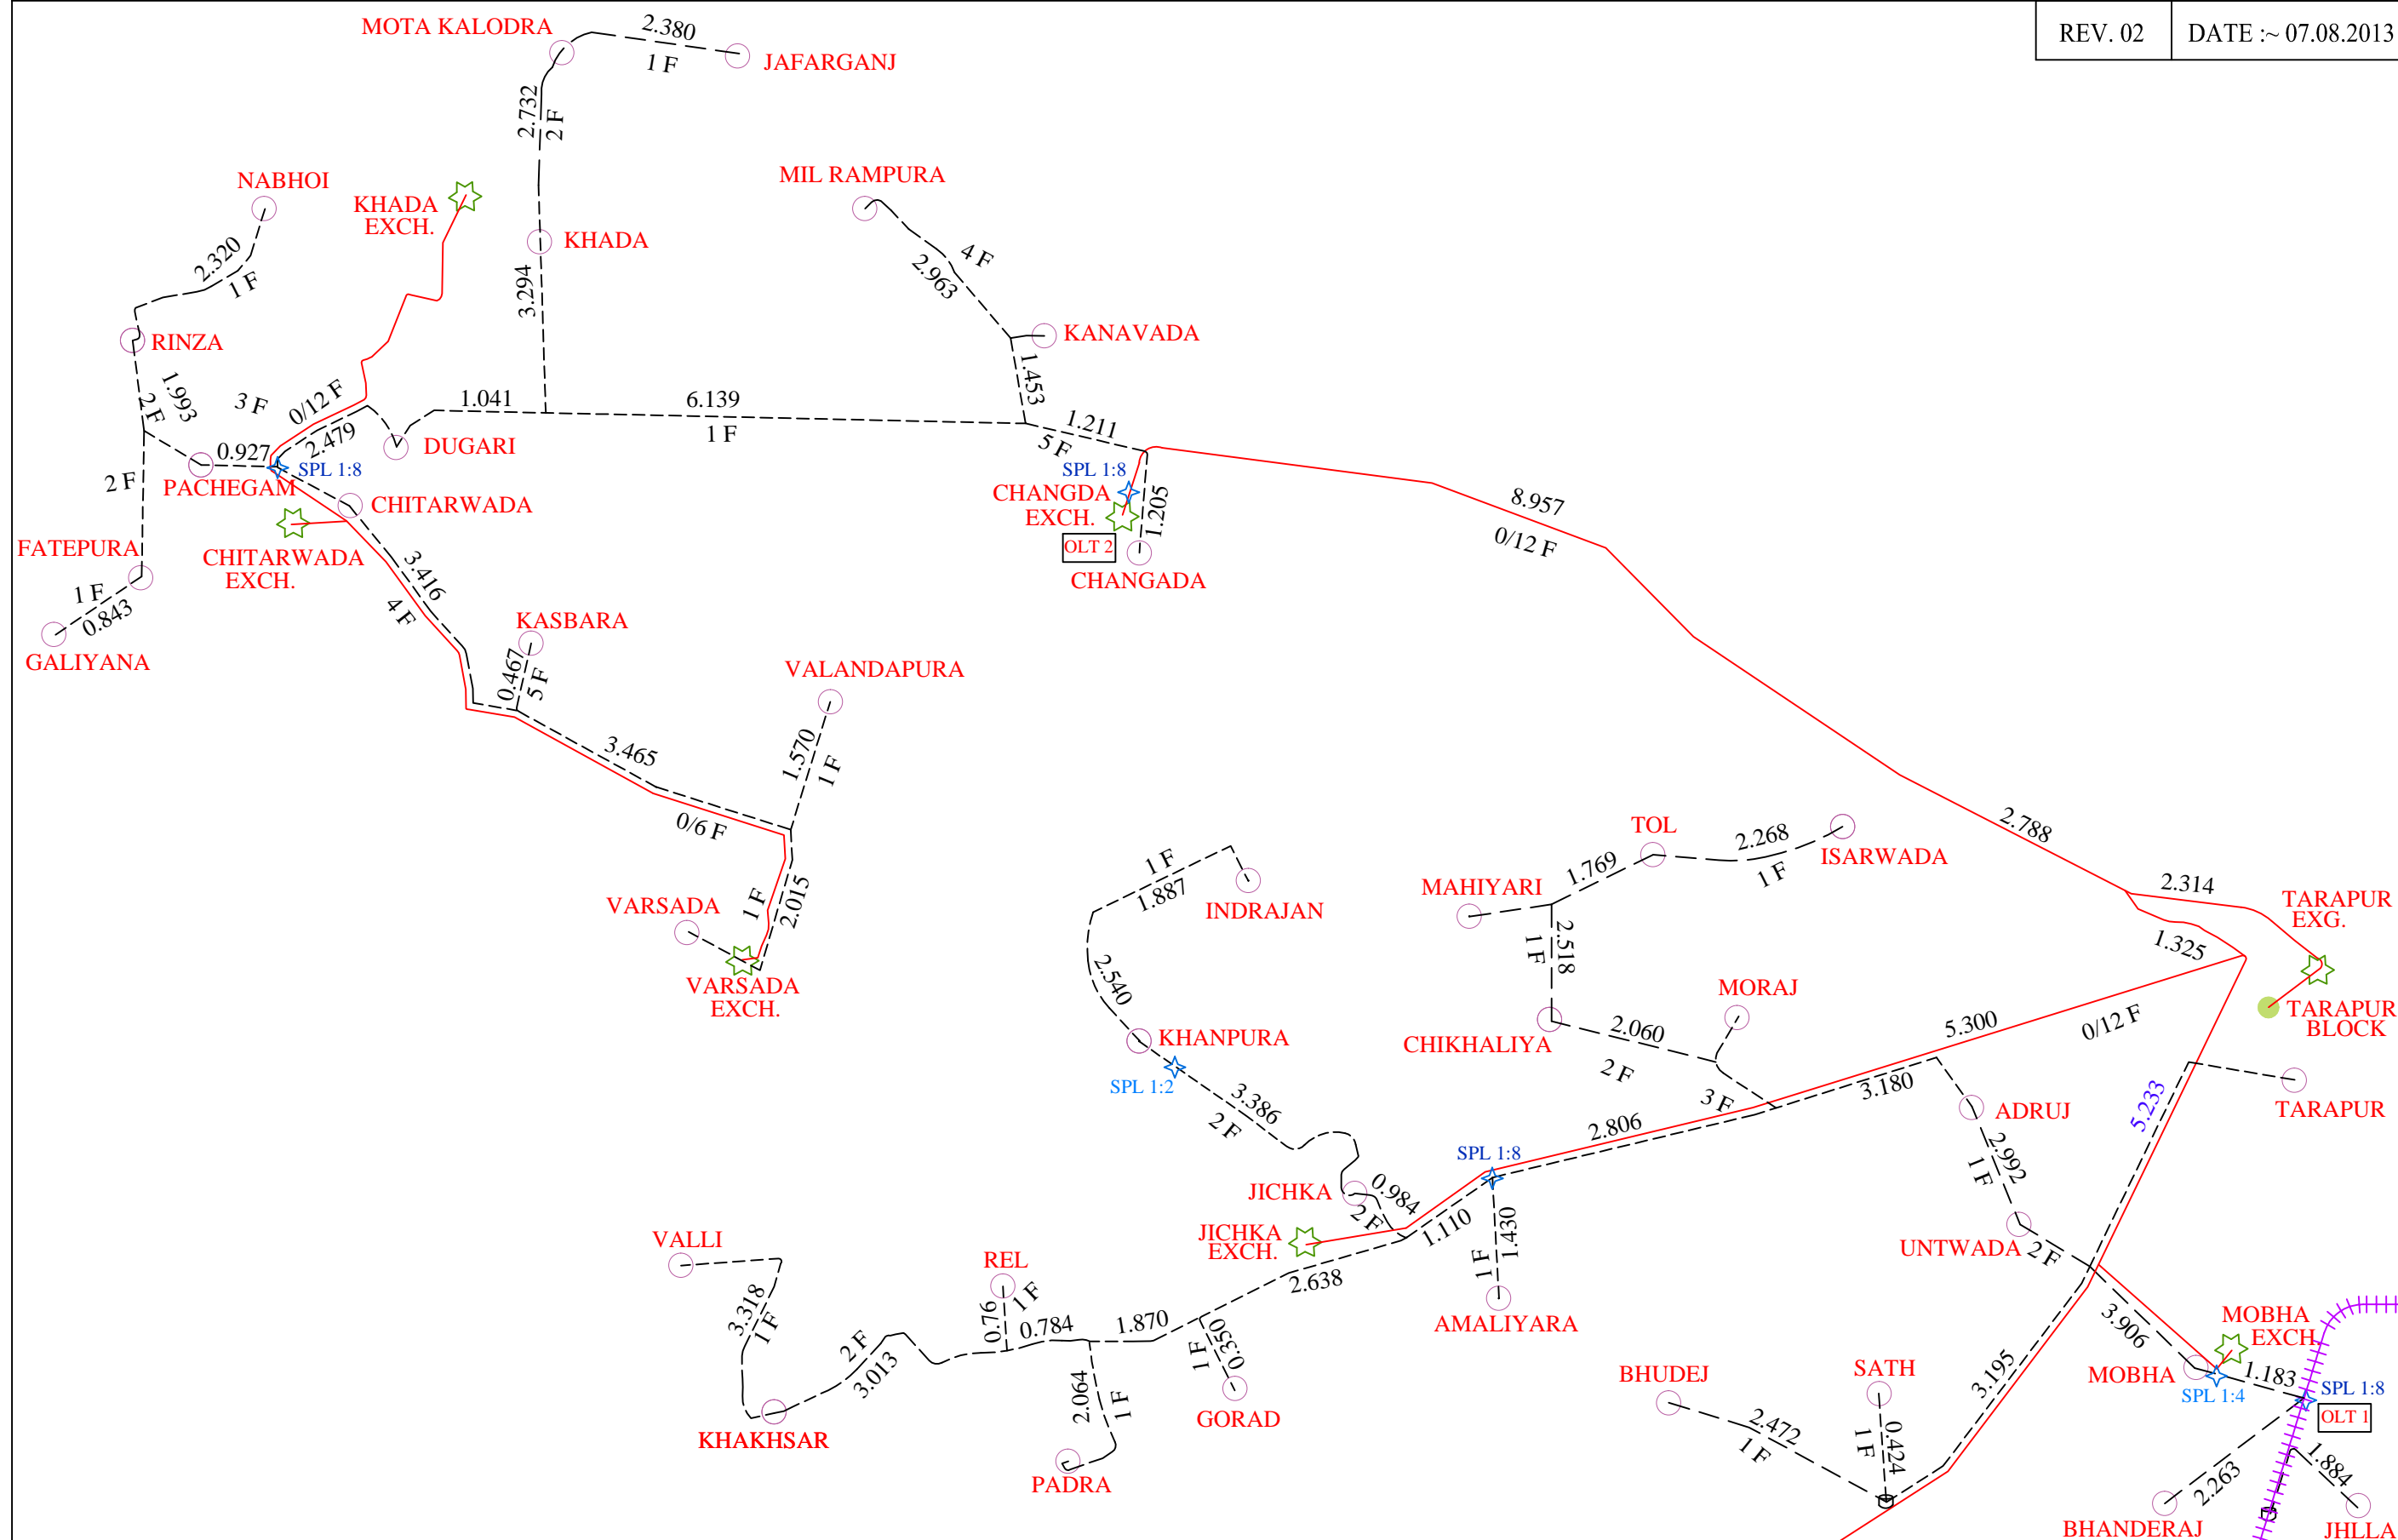 REV. 02
DATE :~ 07.08.2013
MOTA KALODRA
2.380
1 F
JAFARGANJ
2.732
2 F
NABHOI
KHADA
EXCH.
KHADA
MIL RAMPURA
2.320
1 F
3.294
4 F
2.963
RINZA
KANAVADA
1.993
2 F
3 F
0/12 F
2.479
1.041
6.139
1 F
1.453
1.211
5 F
DUGARI
0.927
SPL 1:8
PACHEGAM
2 F
CHITARWADA
SPL 1:8
CHANGDA
EXCH.
OLT 2
1.205
CHANGADA
8.957
0/12 F
FATEPURA
CHITARWADA
EXCH.
1 F
0.843
GALIYANA
3.416
4 F
KASBARA
0.467
5 F
VALANDAPURA
1.570
1 F
3.465
0/6 F
VARSADA
1 F
2.015
VARSADA
EXCH.
2.788
2.314
TARAPUR
EXG.
1.325
TARAPUR
BLOCK
TOL
2.268
1 F
ISARWADA
1.769
MAHIYARI
2.518
1 F
1 F
1.887
INDRAJAN
2.540
KHANPURA
SPL 1:2
3.386
2 F
CHIKHALIYA
2.060
2 F
MORAJ
3 F
5.300
0/12 F
3.180
ADRUJ
5.233
TARAPUR
2.806
SPL 1:8
2.992
1 F
JICHKA
0.984
2 F
JICHKA
EXCH.
1.110
1.430
1 F
AMALIYARA
UNTWADA
2 F
VALLI
3.318
1 F
REL
1 F
0.76
0.784
1.870
2.638
0.350
1 F
GORAD
2 F
3.013
KHAKHSAR
2.064
1 F
PADRA
3.906
MOBHA
EXCH
MOBHA
1.183
SPL 1:4
SPL 1:8
OLT 1
BHUDEJ
2.472
1 F
SATH
0.424
1 F
3.195
2.263
BHANDERAJ
1.884
JHLLA